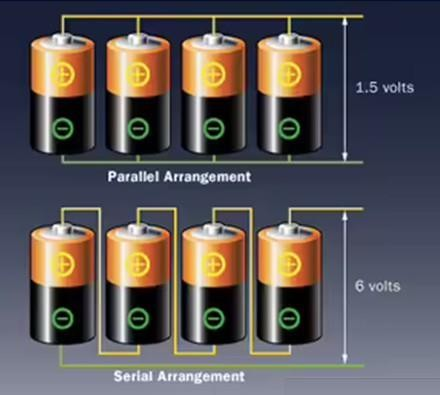 1.5 volts
Parallel Arrangement
6 volts
Serial Arrangement